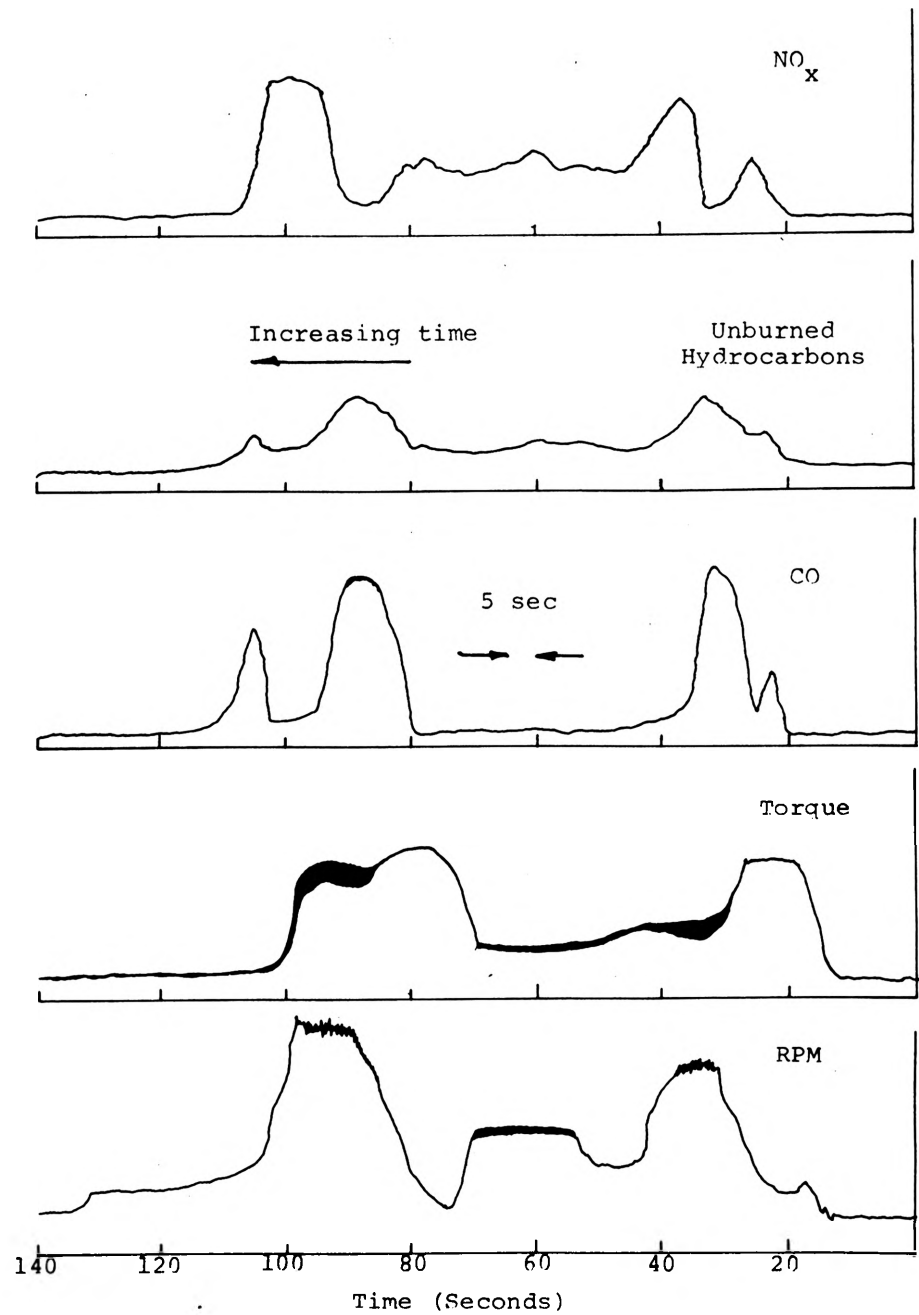 NOx
Increasing time
Unburned
Hydrocarbons
CO
5 sec
Torque
RPM
140 120 100 80 60 40 20
Time (Seconds)